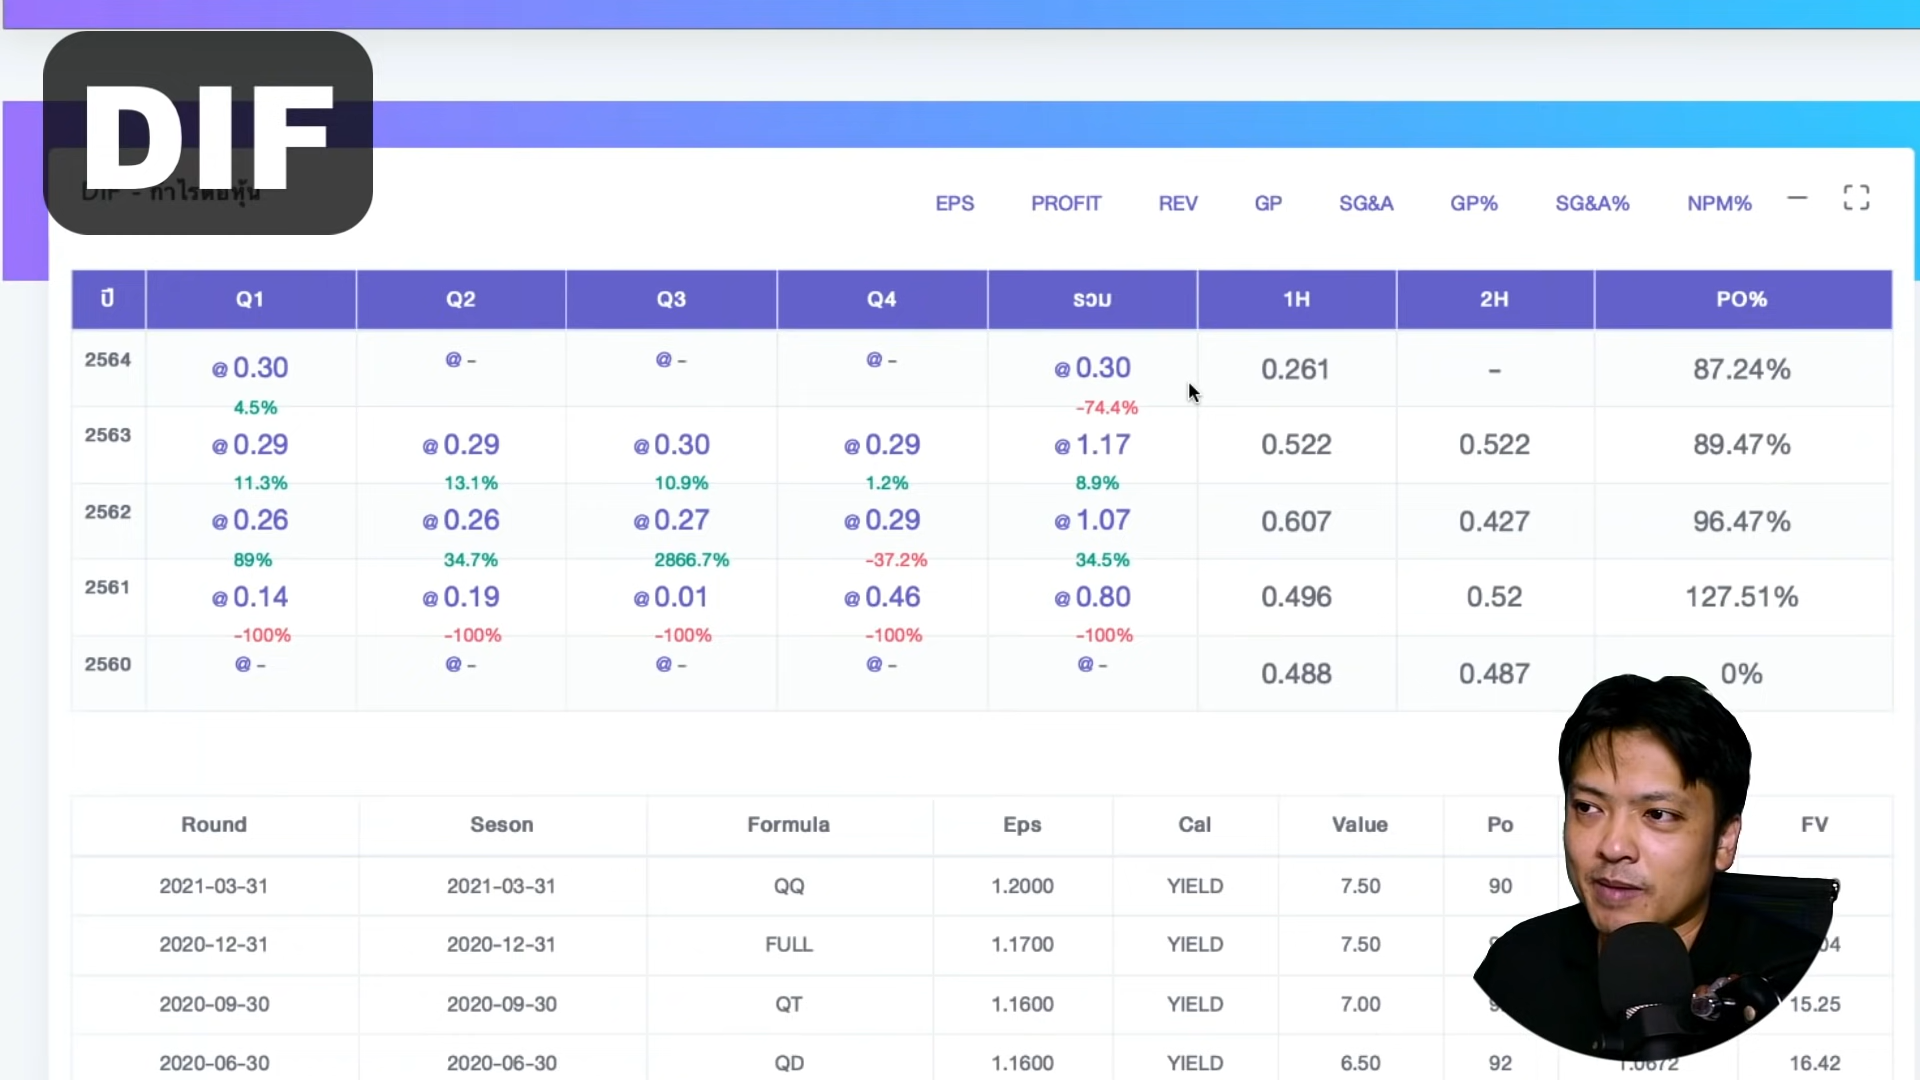 DIF
DIF - กำไรต่อหุ้น
EPS PROFIT REV GP SG&A GP% SG&A% NPM%
ปี Q1 Q2 Q3 Q4 รวม 1H 2H PO%
2564 @ 0.30 @ - @ - @ - @ 0.30 0.261 - 87.24%
4.5% -74.4%
2563 @ 0.29 @ 0.29 @ 0.30 @ 0.29 @ 1.17 0.522 0.522 89.47%
11.3% 13.1% 10.9% 1.2% 8.9%
2562 @ 0.26 @ 0.26 @ 0.27 @ 0.29 @ 1.07 0.607 0.427 96.47%
89% 34.7% 2866.7% -37.2% 34.5%
2561 @ 0.14 @ 0.19 @ 0.01 @ 0.46 @ 0.80 0.496 0.52 127.51%
-100% -100% -100% -100% -100%
2560 @ - @ - @ - @ - @ - 0.488 0.487 0%
Round Seson Formula Eps Cal Value Po FV
2021-03-31 2021-03-31 QQ 1.2000 YIELD 7.50 90
2020-12-31 2020-12-31 FULL 1.1700 YIELD 7.50
2020-09-30 2020-09-30 QT 1.1600 YIELD 7.00 15.25
2020-06-30 2020-06-30 QD 1.1600 YIELD 6.50 92 16.42